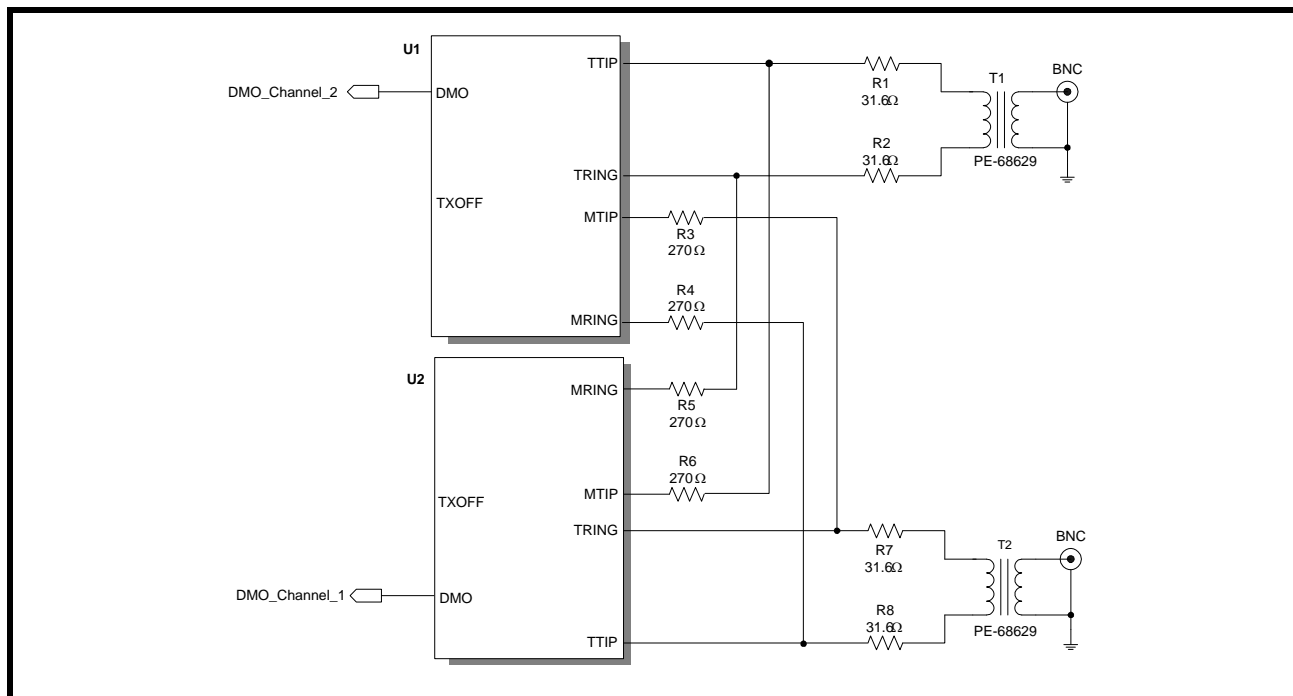 U1
TTIP
DMO_Channel_2
DMO
R1
31.6Ω
T1
BNC
R2
31.6Ω
PE-68629
TRING
TXOFF
MTIP
R3
270Ω
R4
270Ω
MRING
U2
MRING
R5
270Ω
R6
270Ω
MTIP
TXOFF
TRING
R7
31.6Ω
T2
BNC
DMO_Channel_1
DMO
R8
31.6Ω
PE-68629
TTIP